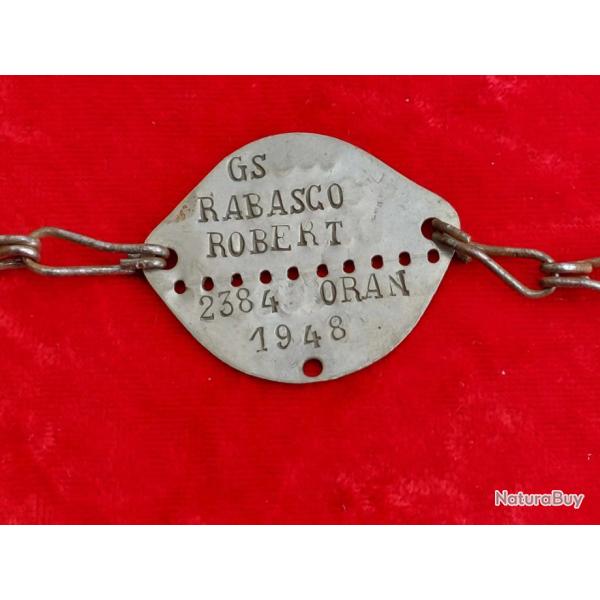 GS
RABASCO
ROBERT
2384 ORAN
1948
NaturaBuy